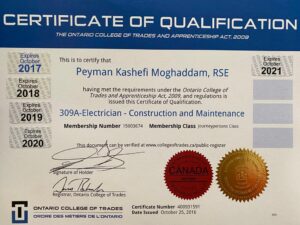 CERTIFICATE OF QUALIFICATION
THE ONTARIO COLLEGE OF TRADES AND APPRENTICESHIP ACT, 2009
Expires
October
2017
Expires
October
2018
Expires
October
2019
Expires
October
2020
Expires
October
2021
This is to certify that
Peyman Kashefi Moghaddam, RSE
having met the requirements under the Ontario College of
Trades and Apprenticeship Act, 2009, and regulations is
issued this Certificate of Qualification.
309A-Electrician - Construction and Maintenance
Membership Number 15003674 Membership Class Journeypersons Class
This document can be verified at www.collegeoftrades.ca/public-register
Signature of Holder
Registrar, Ontario College of Trades
CANADA
ONTARIO COLLEGE OF TRADES
ORDRE DES MÉTIERS DE L'ONTARIO
Certificate Number 400931591
Date Issued October 25, 2016